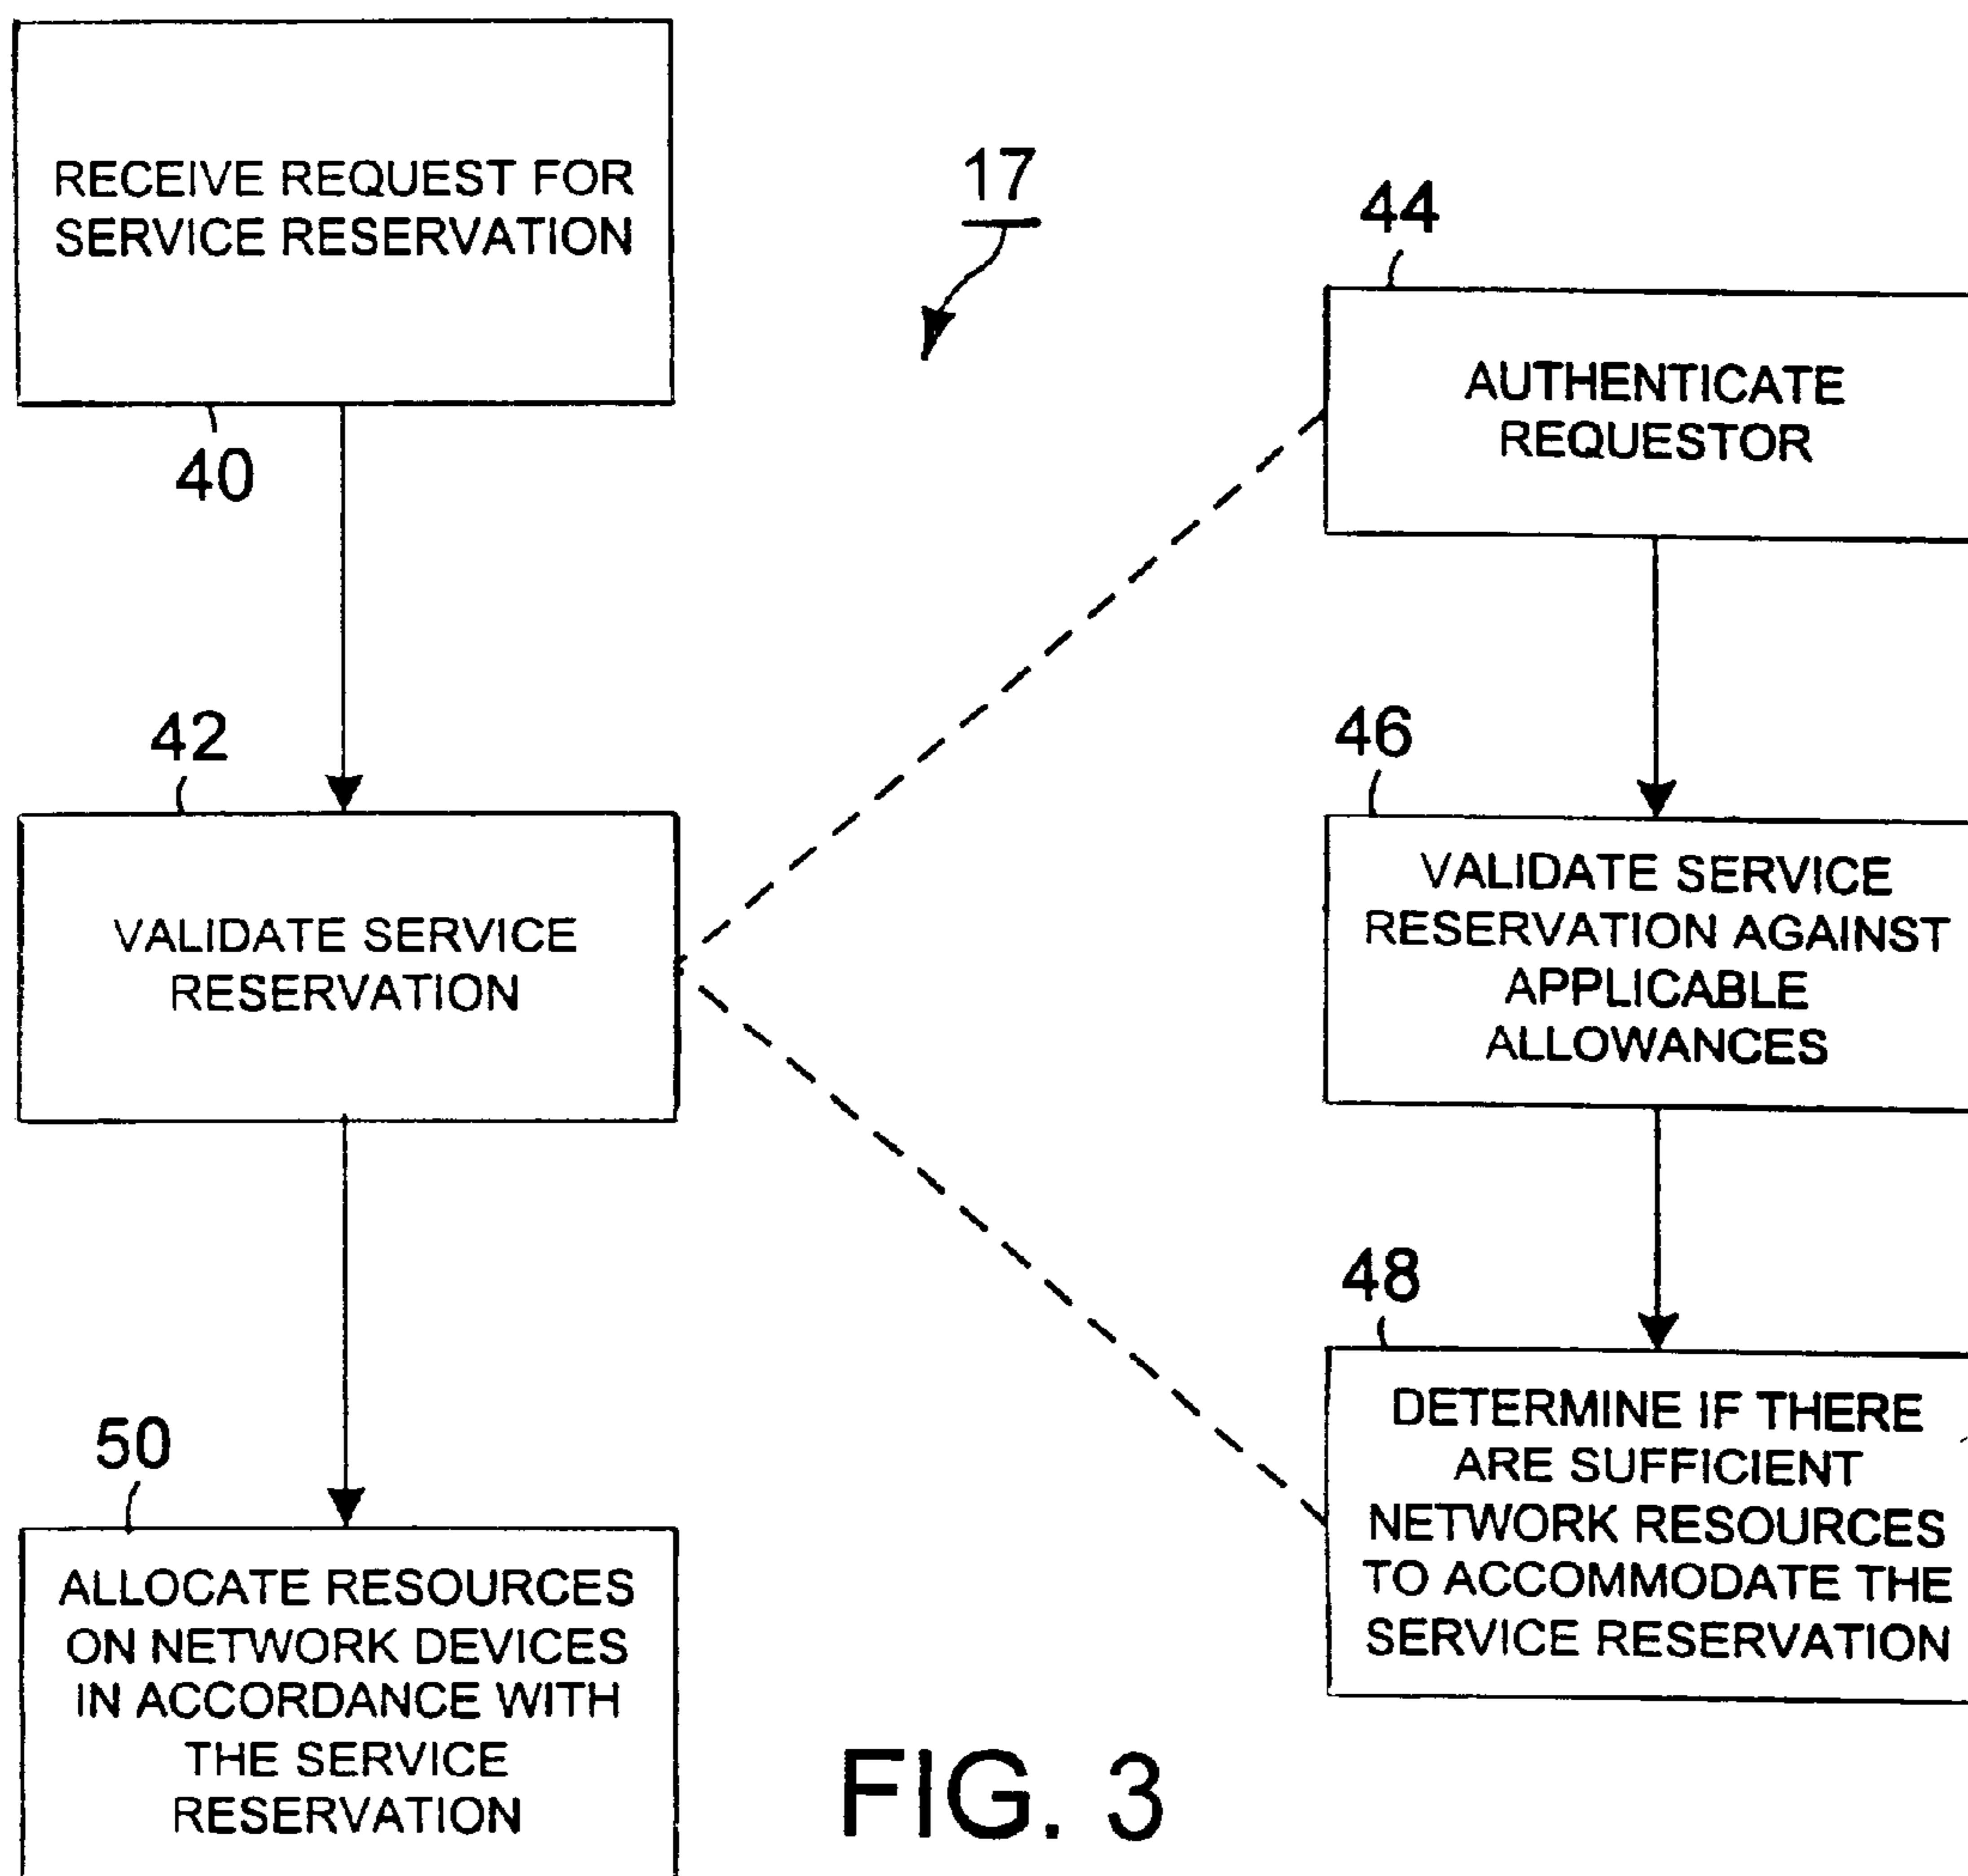 RECEIVE REQUEST FOR
SERVICE RESERVATION
40
17
44
AUTHENTICATE
REQUESTOR
42
VALIDATE SERVICE
RESERVATION
46
VALIDATE SERVICE
RESERVATION AGAINST
APPLICABLE
ALLOWANCES
50
ALLOCATE RESOURCES
ON NETWORK DEVICES
IN ACCORDANCE WITH
THE SERVICE
RESERVATION
48
DETERMINE IF THERE
ARE SUFFICIENT
NETWORK RESOURCES
TO ACCOMMODATE THE
SERVICE RESERVATION
FIG. 3